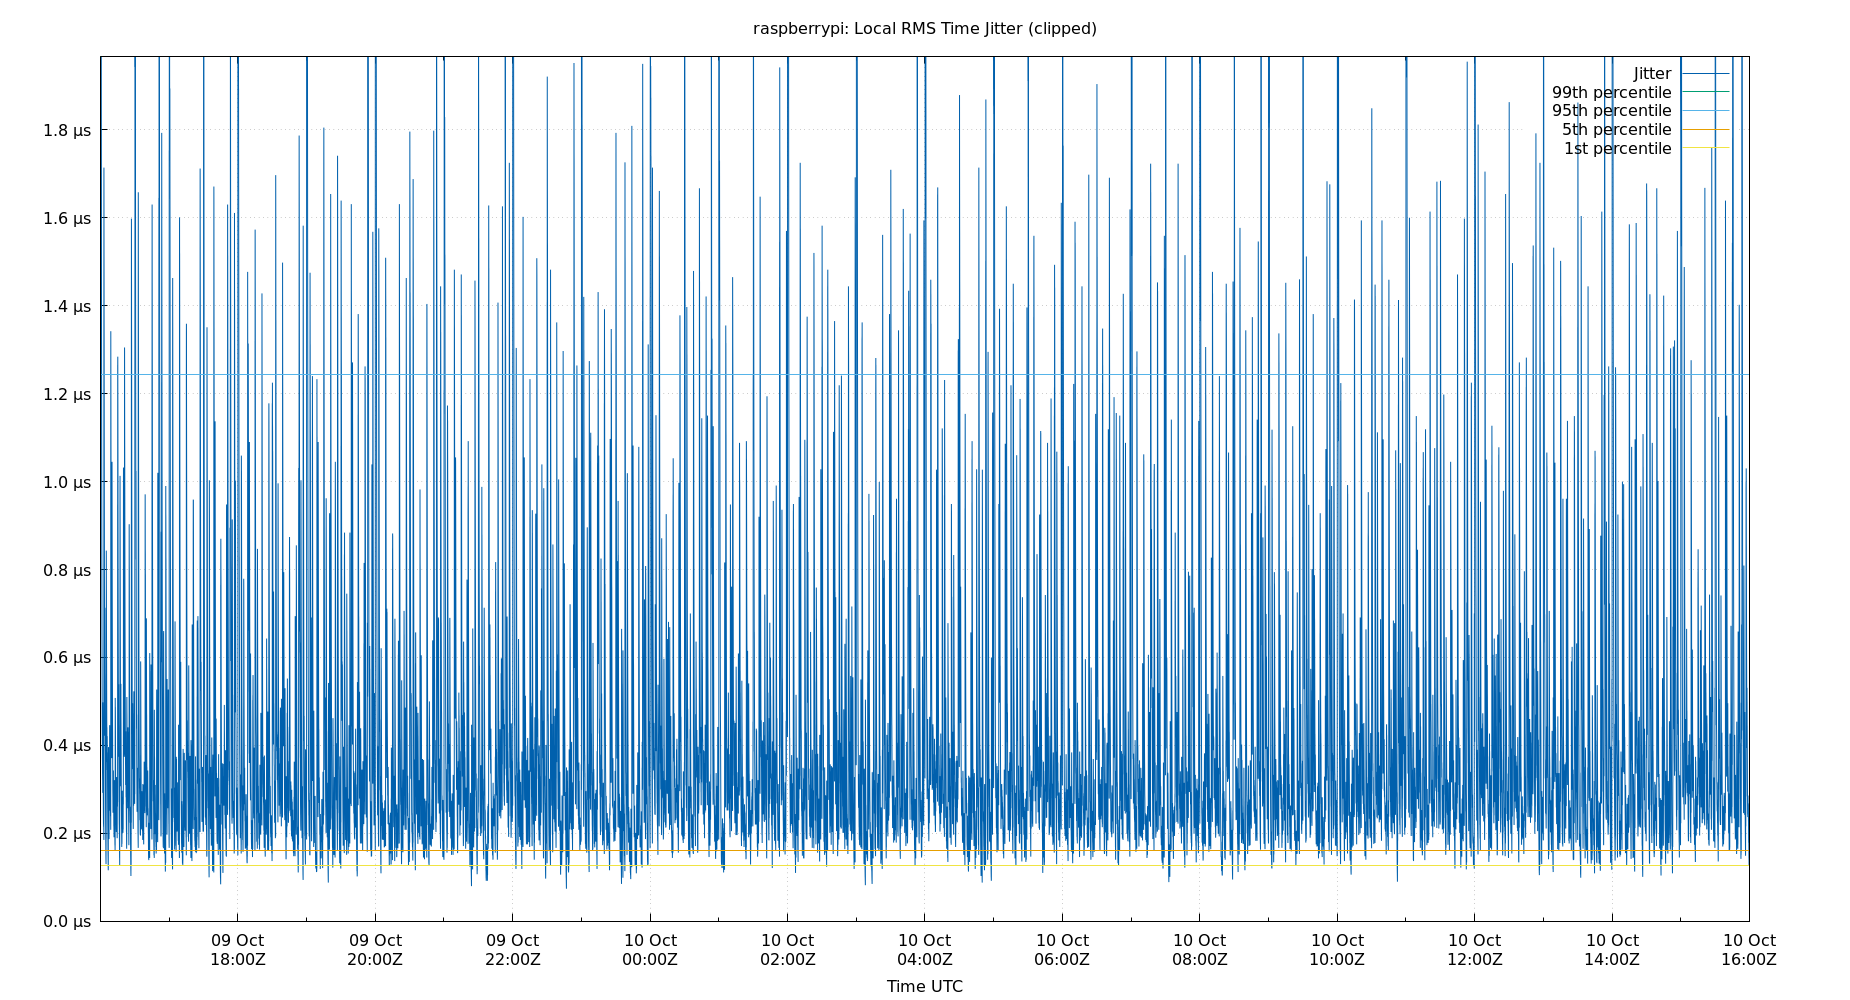 raspberrypi: Local RMS Time Jitter (clipped)
Jitter
99th percentile
95th percentile
5th percentile
1st percentile
1.8 µs
1.6 µs
1.4 µs
1.2 µs
1.0 µs
0.8 µs
0.6 µs
0.4 µs
0.2 µs
0.0 µs
09 Oct 09 Oct 09 Oct 10 Oct 10 Oct 10 Oct 10 Oct 10 Oct 10 Oct 10 Oct 10 Oct 10 Oct
18:00Z 20:00Z 22:00Z 00:00Z 02:00Z 04:00Z 06:00Z 08:00Z 10:00Z 12:00Z 14:00Z 16:00Z
Time UTC